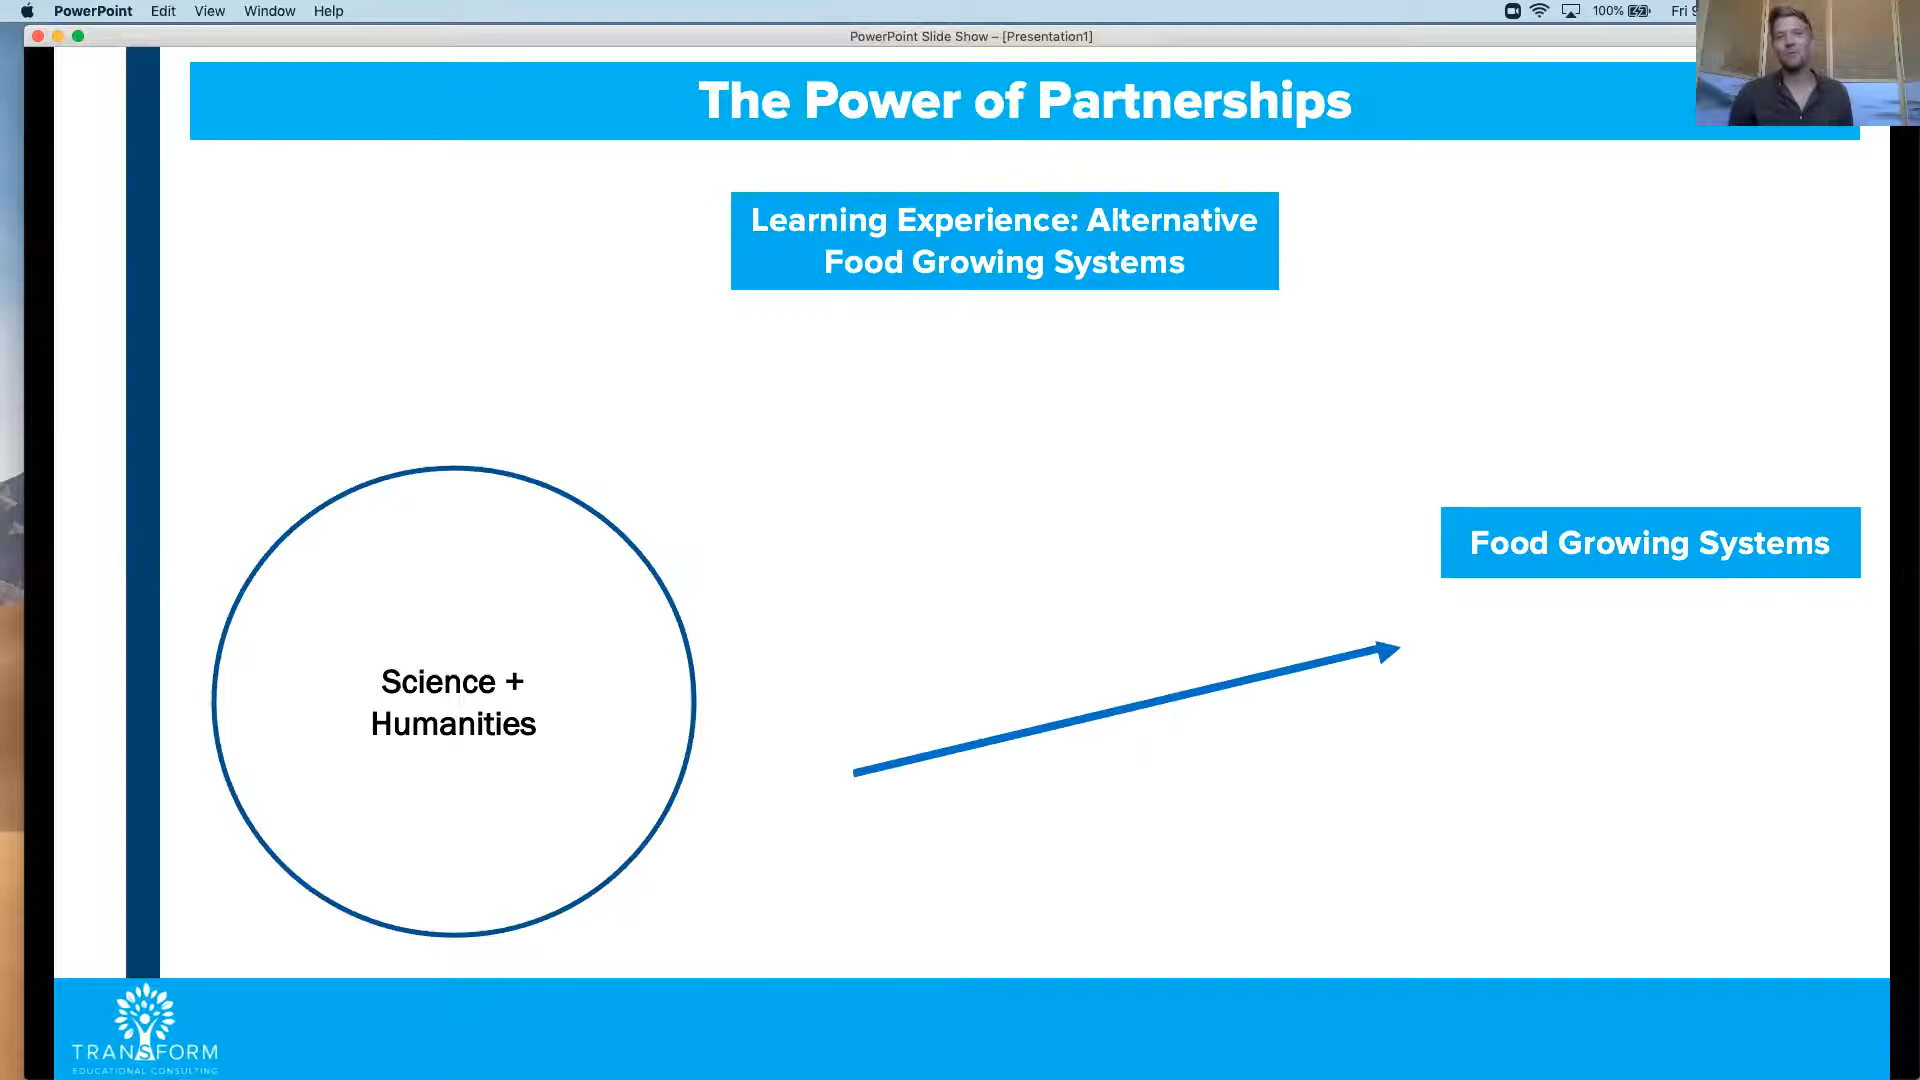 PowerPoint Edit View Window Help
100%
Fri 9
PowerPoint Slide Show – [Presentation1]
The Power of Partnerships
Learning Experience: Alternative
Food Growing Systems
Food Growing Systems
Science +
Humanities
TRANSFORM
EDUCATIONAL CONSULTING